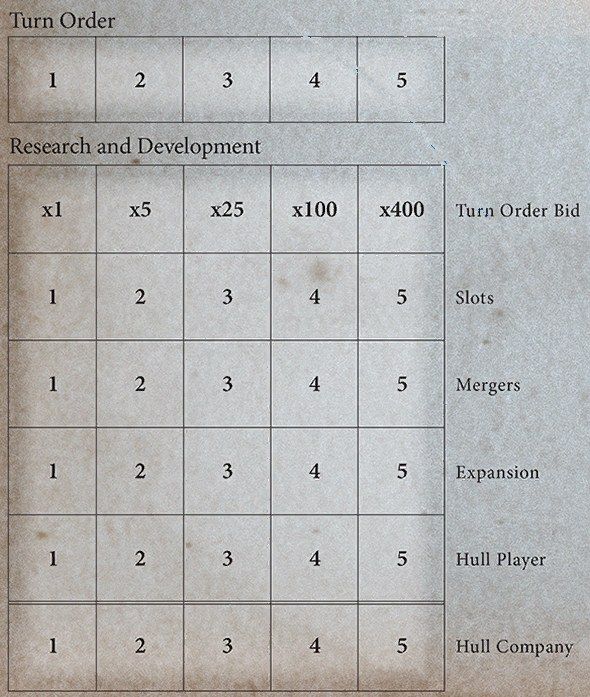 Turn Order
1 2 3 4 5
Research and Development
x1 x5 x25 x100 x400 Turn Order Bid
1 2 3 4 5 Slots
1 2 3 4 5 Mergers
1 2 3 4 5 Expansion
1 2 3 4 5 Hull Player
1 2 3 4 5 Hull Company